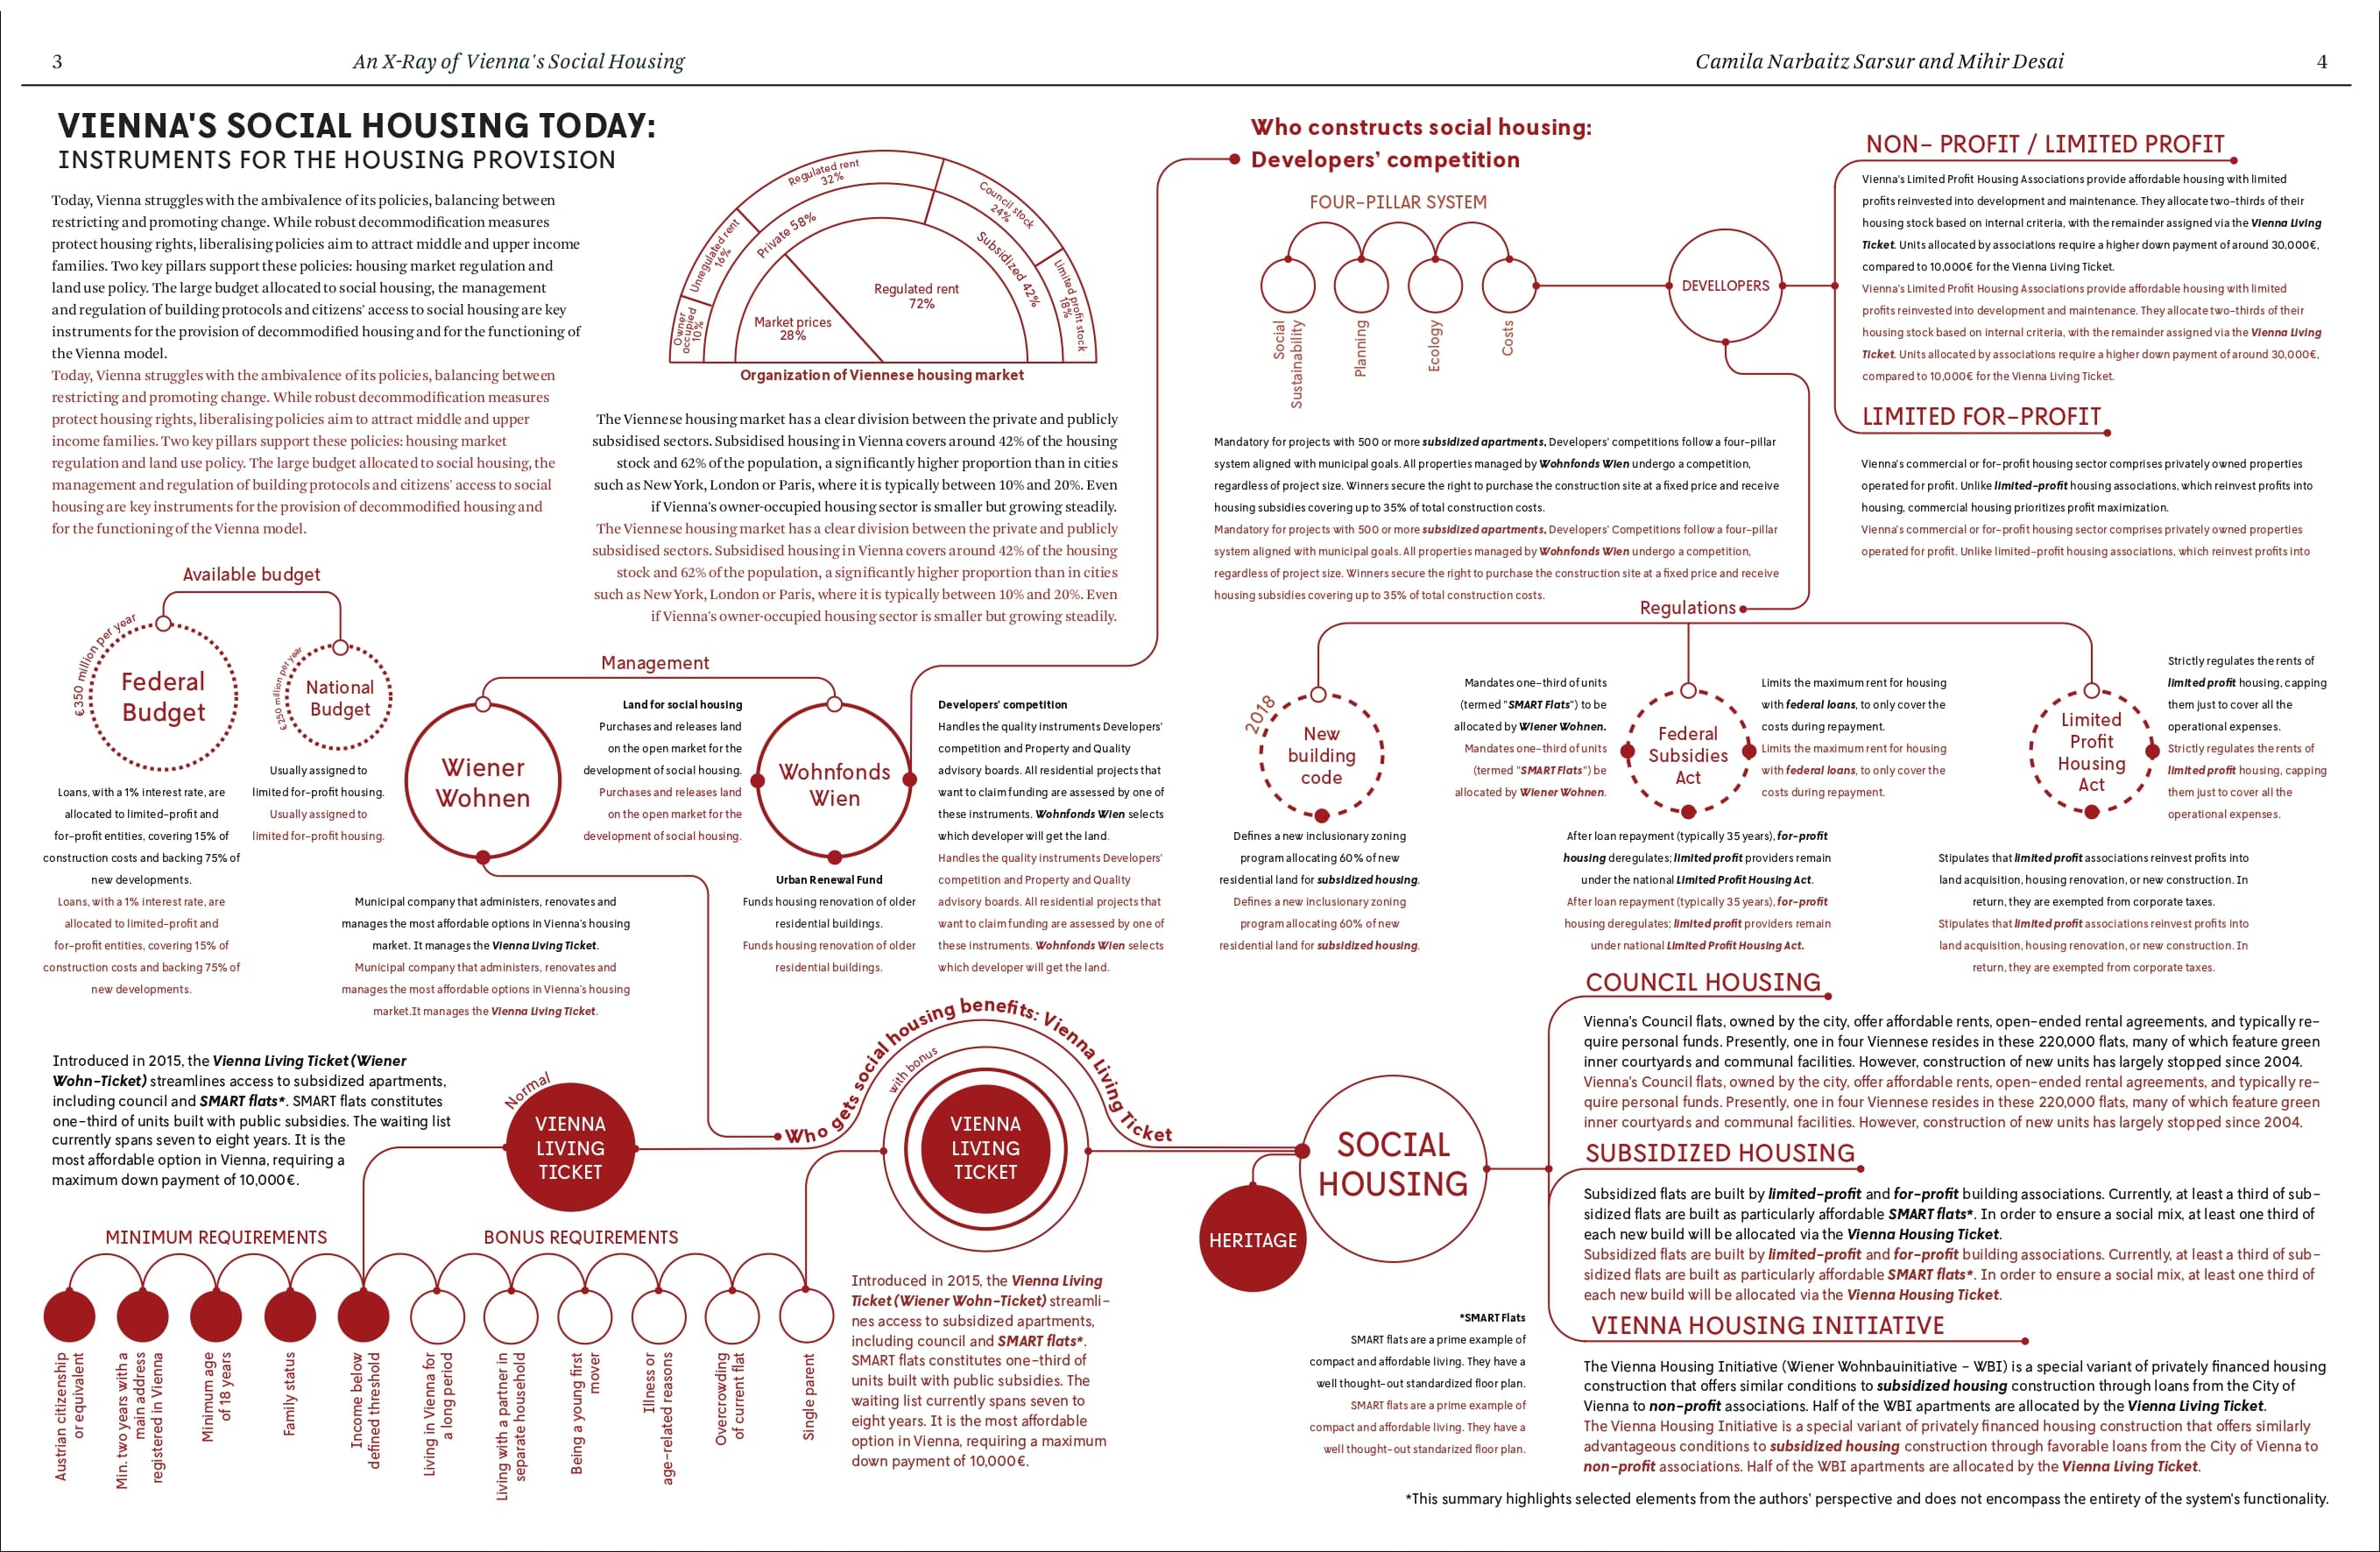 3
An X-Ray of Vienna's Social Housing
Camila Narbaitz Sarsur and Mihir Desai
4
VIENNA'S SOCIAL HOUSING TODAY:
INSTRUMENTS FOR THE HOUSING PROVISION
Today, Vienna struggles with the ambivalence of its policies, balancing between
restricting and promoting change. While robust decommodification measures
protect housing rights, liberalising policies aim to attract middle and upper income
families. Two key pillars support these policies: housing market regulation and
land use policy. The large budget allocated to social housing, the management
and regulation of building protocols and citizens' access to social housing are key
instruments for the provision of decommodified housing and for the functioning of
the Vienna model.
Today, Vienna struggles with the ambivalence of its policies, balancing between
restricting and promoting change. While robust decommodification measures
protect housing rights, liberalising policies aim to attract middle and upper
income families. Two key pillars support these policies: housing market
regulation and land use policy. The large budget allocated to social housing, the
management and regulation of building protocols and citizens' access to social
housing are key instruments for the provision of decommodified housing and
for the functioning of the Vienna model.
Owner
occupied
10%
Unregulated rent
16%
Regulated rent
32%
Council stock
24%
Limited profit stock
18%
Private 58%
Subsidized 42%
Market prices
28%
Regulated rent
72%
Organization of Viennese housing market
The Viennese housing market has a clear division between the private and publicly
subsidised sectors. Subsidised housing in Vienna covers around 42% of the housing
stock and 62% of the population, a significantly higher proportion than in cities
such as New York, London or Paris, where it is typically between 10% and 20%. Even
if Vienna's owner-occupied housing sector is smaller but growing steadily.
The Viennese housing market has a clear division between the private and publicly
subsidised sectors. Subsidised housing in Vienna covers around 42% of the housing
stock and 62% of the population, a significantly higher proportion than in cities
such as New York, London or Paris, where it is typically between 10% and 20%. Even
if Vienna's owner-occupied housing sector is smaller but growing steadily.
Available budget
€350 million per year
Federal
Budget
€250 million per year
National
Budget
Loans, with a 1% interest rate, are
allocated to limited-profit and
for-profit entities, covering 15% of
construction costs and backing 75% of
new developments.
Loans, with a 1% interest rate, are
allocated to limited-profit and
for-profit entities, covering 15% of
construction costs and backing 75% of
new developments.
Usually assigned to
limited for-profit housing.
Usually assigned to
limited for-profit housing.
Management
Wiener
Wohnen
Municipal company that administers, renovates and
manages the most affordable options in Vienna's housing
market. It manages the Vienna Living Ticket.
Municipal company that administers, renovates and
manages the most affordable options in Vienna's housing
market.It manages the Vienna Living Ticket.
Land for social housing
Purchases and releases land
on the open market for the
development of social housing.
Purchases and releases land
on the open market for the
development of social housing.
Wohnfonds
Wien
Urban Renewal Fund
Funds housing renovation of older
residential buildings.
Funds housing renovation of older
residential buildings.
Developers' competition
Handles the quality instruments Developers'
competition and Property and Quality
advisory boards. All residential projects that
want to claim funding are assessed by one of
these instruments. Wohnfonds Wien selects
which developer will get the land.
Handles the quality instruments Developers'
competition and Property and Quality
advisory boards. All residential projects that
want to claim funding are assessed by one of
these instruments. Wohnfonds Wien selects
which developer will get the land.
Who constructs social housing:
Developers' competition
FOUR-PILLAR SYSTEM
Social
Sustainability
Planning
Ecology
Costs
DEVELLOPERS
Mandatory for projects with 500 or more subsidized apartments, Developers' competitions follow a four-pillar
system aligned with municipal goals. All properties managed by Wohnfonds Wien undergo a competition,
regardless of project size. Winners secure the right to purchase the construction site at a fixed price and receive
housing subsidies covering up to 35% of total construction costs.
Mandatory for projects with 500 or more subsidized apartments, Developers' Competitions follow a four-pillar
system aligned with municipal goals. All properties managed by Wohnfonds Wien undergo a competition,
regardless of project size. Winners secure the right to purchase the construction site at a fixed price and receive
housing subsidies covering up to 35% of total construction costs.
NON- PROFIT / LIMITED PROFIT
Vienna's Limited Profit Housing Associations provide affordable housing with limited
profits reinvested into development and maintenance. They allocate two-thirds of their
housing stock based on internal criteria, with the remainder assigned via the Vienna Living
Ticket. Units allocated by associations require a higher down payment of around 30,000€,
compared to 10,000€ for the Vienna Living Ticket.
Vienna's Limited Profit Housing Associations provide affordable housing with limited
profits reinvested into development and maintenance. They allocate two-thirds of their
housing stock based on internal criteria, with the remainder assigned via the Vienna Living
Ticket. Units allocated by associations require a higher down payment of around 30,000€,
compared to 10,000€ for the Vienna Living Ticket.
LIMITED FOR-PROFIT
Vienna's commercial or for-profit housing sector comprises privately owned properties
operated for profit. Unlike limited-profit housing associations, which reinvest profits into
housing, commercial housing prioritizes profit maximization.
Vienna's commercial or for-profit housing sector comprises privately owned properties
operated for profit. Unlike limited-profit housing associations, which reinvest profits into
Regulations
2018
New
building
code
Defines a new inclusionary zoning
program allocating 60% of new
residential land for subsidized housing.
Defines a new inclusionary zoning
program allocating 60% of new
residential land for subsidized housing.
Mandates one-third of units
(termed "SMART Flats") to be
allocated by Wiener Wohnen.
Mandates one-third of units
(termed "SMART Flats") be
allocated by Wiener Wohnen.
Federal
Subsidies
Act
Limits the maximum rent for housing
with federal loans, to only cover the
costs during repayment.
Limits the maximum rent for housing
with federal loans, to only cover the
costs during repayment.
After loan repayment (typically 35 years), for-profit
housing deregulates; limited profit providers remain
under the national Limited Profit Housing Act.
After loan repayment (typically 35 years), for-profit
housing deregulates; limited profit providers remain
under national Limited Profit Housing Act.
Limited
Profit
Housing
Act
Strictly regulates the rents of
limited profit housing, capping
them just to cover all the
operational expenses.
Strictly regulates the rents of
limited profit housing, capping
them just to cover all the
operational expenses.
Stipulates that limited profit associations reinvest profits into
land acquisition, housing renovation, or new construction. In
return, they are exempted from corporate taxes.
Stipulates that limited profit associations reinvest profits into
land acquisition, housing renovation, or new construction. In
return, they are exempted from corporate taxes.
Introduced in 2015, the Vienna Living Ticket (Wiener
Wohn-Ticket) streamlines access to subsidized apartments,
including council and SMART flats*. SMART flats constitutes
one-third of units built with public subsidies. The waiting list
currently spans seven to eight years. It is the
most affordable option in Vienna, requiring a
maximum down payment of 10,000€.
Normal
VIENNA
LIVING
TICKET
Who gets social housing benefits: Vienna Living Ticket
with bonus
VIENNA
LIVING
TICKET
MINIMUM REQUIREMENTS
Austrian citizenship
or equivalent
Min. two years with a
main address
registered in Vienna
Minimum age
of 18 years
Family status
Income below
defined threshold
BONUS REQUIREMENTS
Living in Vienna for
a long period
Living with a partner in
separate household
Being a young first
mover
Illness or
age-related reasons
Overcrowding
of current flat
Single parent
Introduced in 2015, the Vienna Living
Ticket (Wiener Wohn-Ticket) streamli-
nes access to subsidized apartments,
including council and SMART flats*.
SMART flats constitutes one-third of
units built with public subsidies. The
waiting list currently spans seven to
eight years. It is the most affordable
option in Vienna, requiring a maximum
down payment of 10,000€.
HERITAGE
SOCIAL
HOUSING
*SMART Flats
SMART flats are a prime example of
compact and affordable living. They have a
well thought-out standardized floor plan.
SMART flats are a prime example of
compact and affordable living. They have a
well thought-out standarized floor plan.
COUNCIL HOUSING
Vienna's Council flats, owned by the city, offer affordable rents, open-ended rental agreements, and typically re-
quire personal funds. Presently, one in four Viennese resides in these 220,000 flats, many of which feature green
inner courtyards and communal facilities. However, construction of new units has largely stopped since 2004.
Vienna's Council flats, owned by the city, offer affordable rents, open-ended rental agreements, and typically re-
quire personal funds. Presently, one in four Viennese resides in these 220,000 flats, many of which feature green
inner courtyards and communal facilities. However, construction of new units has largely stopped since 2004.
SUBSIDIZED HOUSING
Subsidized flats are built by limited-profit and for-profit building associations. Currently, at least a third of sub-
sidized flats are built as particularly affordable SMART flats*. In order to ensure a social mix, at least one third of
each new build will be allocated via the Vienna Housing Ticket.
Subsidized flats are built by limited-profit and for-profit building associations. Currently, at least a third of sub-
sidized flats are built as particularly affordable SMART flats*. In order to ensure a social mix, at least one third of
each new build will be allocated via the Vienna Housing Ticket.
VIENNA HOUSING INITIATIVE
The Vienna Housing Initiative (Wiener Wohnbauinitiative - WBI) is a special variant of privately financed housing
construction that offers similar conditions to subsidized housing construction through loans from the City of
Vienna to non-profit associations. Half of the WBI apartments are allocated by the Vienna Living Ticket.
The Vienna Housing Initiative is a special variant of privately financed housing construction that offers similarly
advantageous conditions to subsidized housing construction through favorable loans from the City of Vienna to
non-profit associations. Half of the WBI apartments are allocated by the Vienna Living Ticket.
*This summary highlights selected elements from the authors' perspective and does not encompass the entirety of the system's functionality.